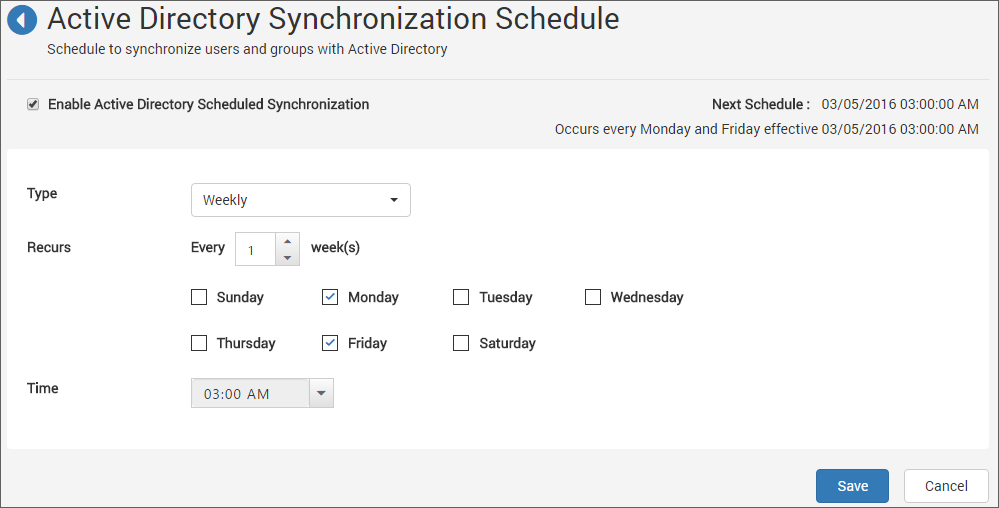 Active Directory Synchronization Schedule
Schedule to synchronize users and groups with Active Directory
Enable Active Directory Scheduled Synchronization
Next Schedule : 03/05/2016 03:00:00 AM
Occurs every Monday and Friday effective 03/05/2016 03:00:00 AM
Type Weekly
Recurs Every 1 week(s)
Sunday Monday Tuesday Wednesday
Thursday Friday Saturday
Time 03:00 AM
Save Cancel